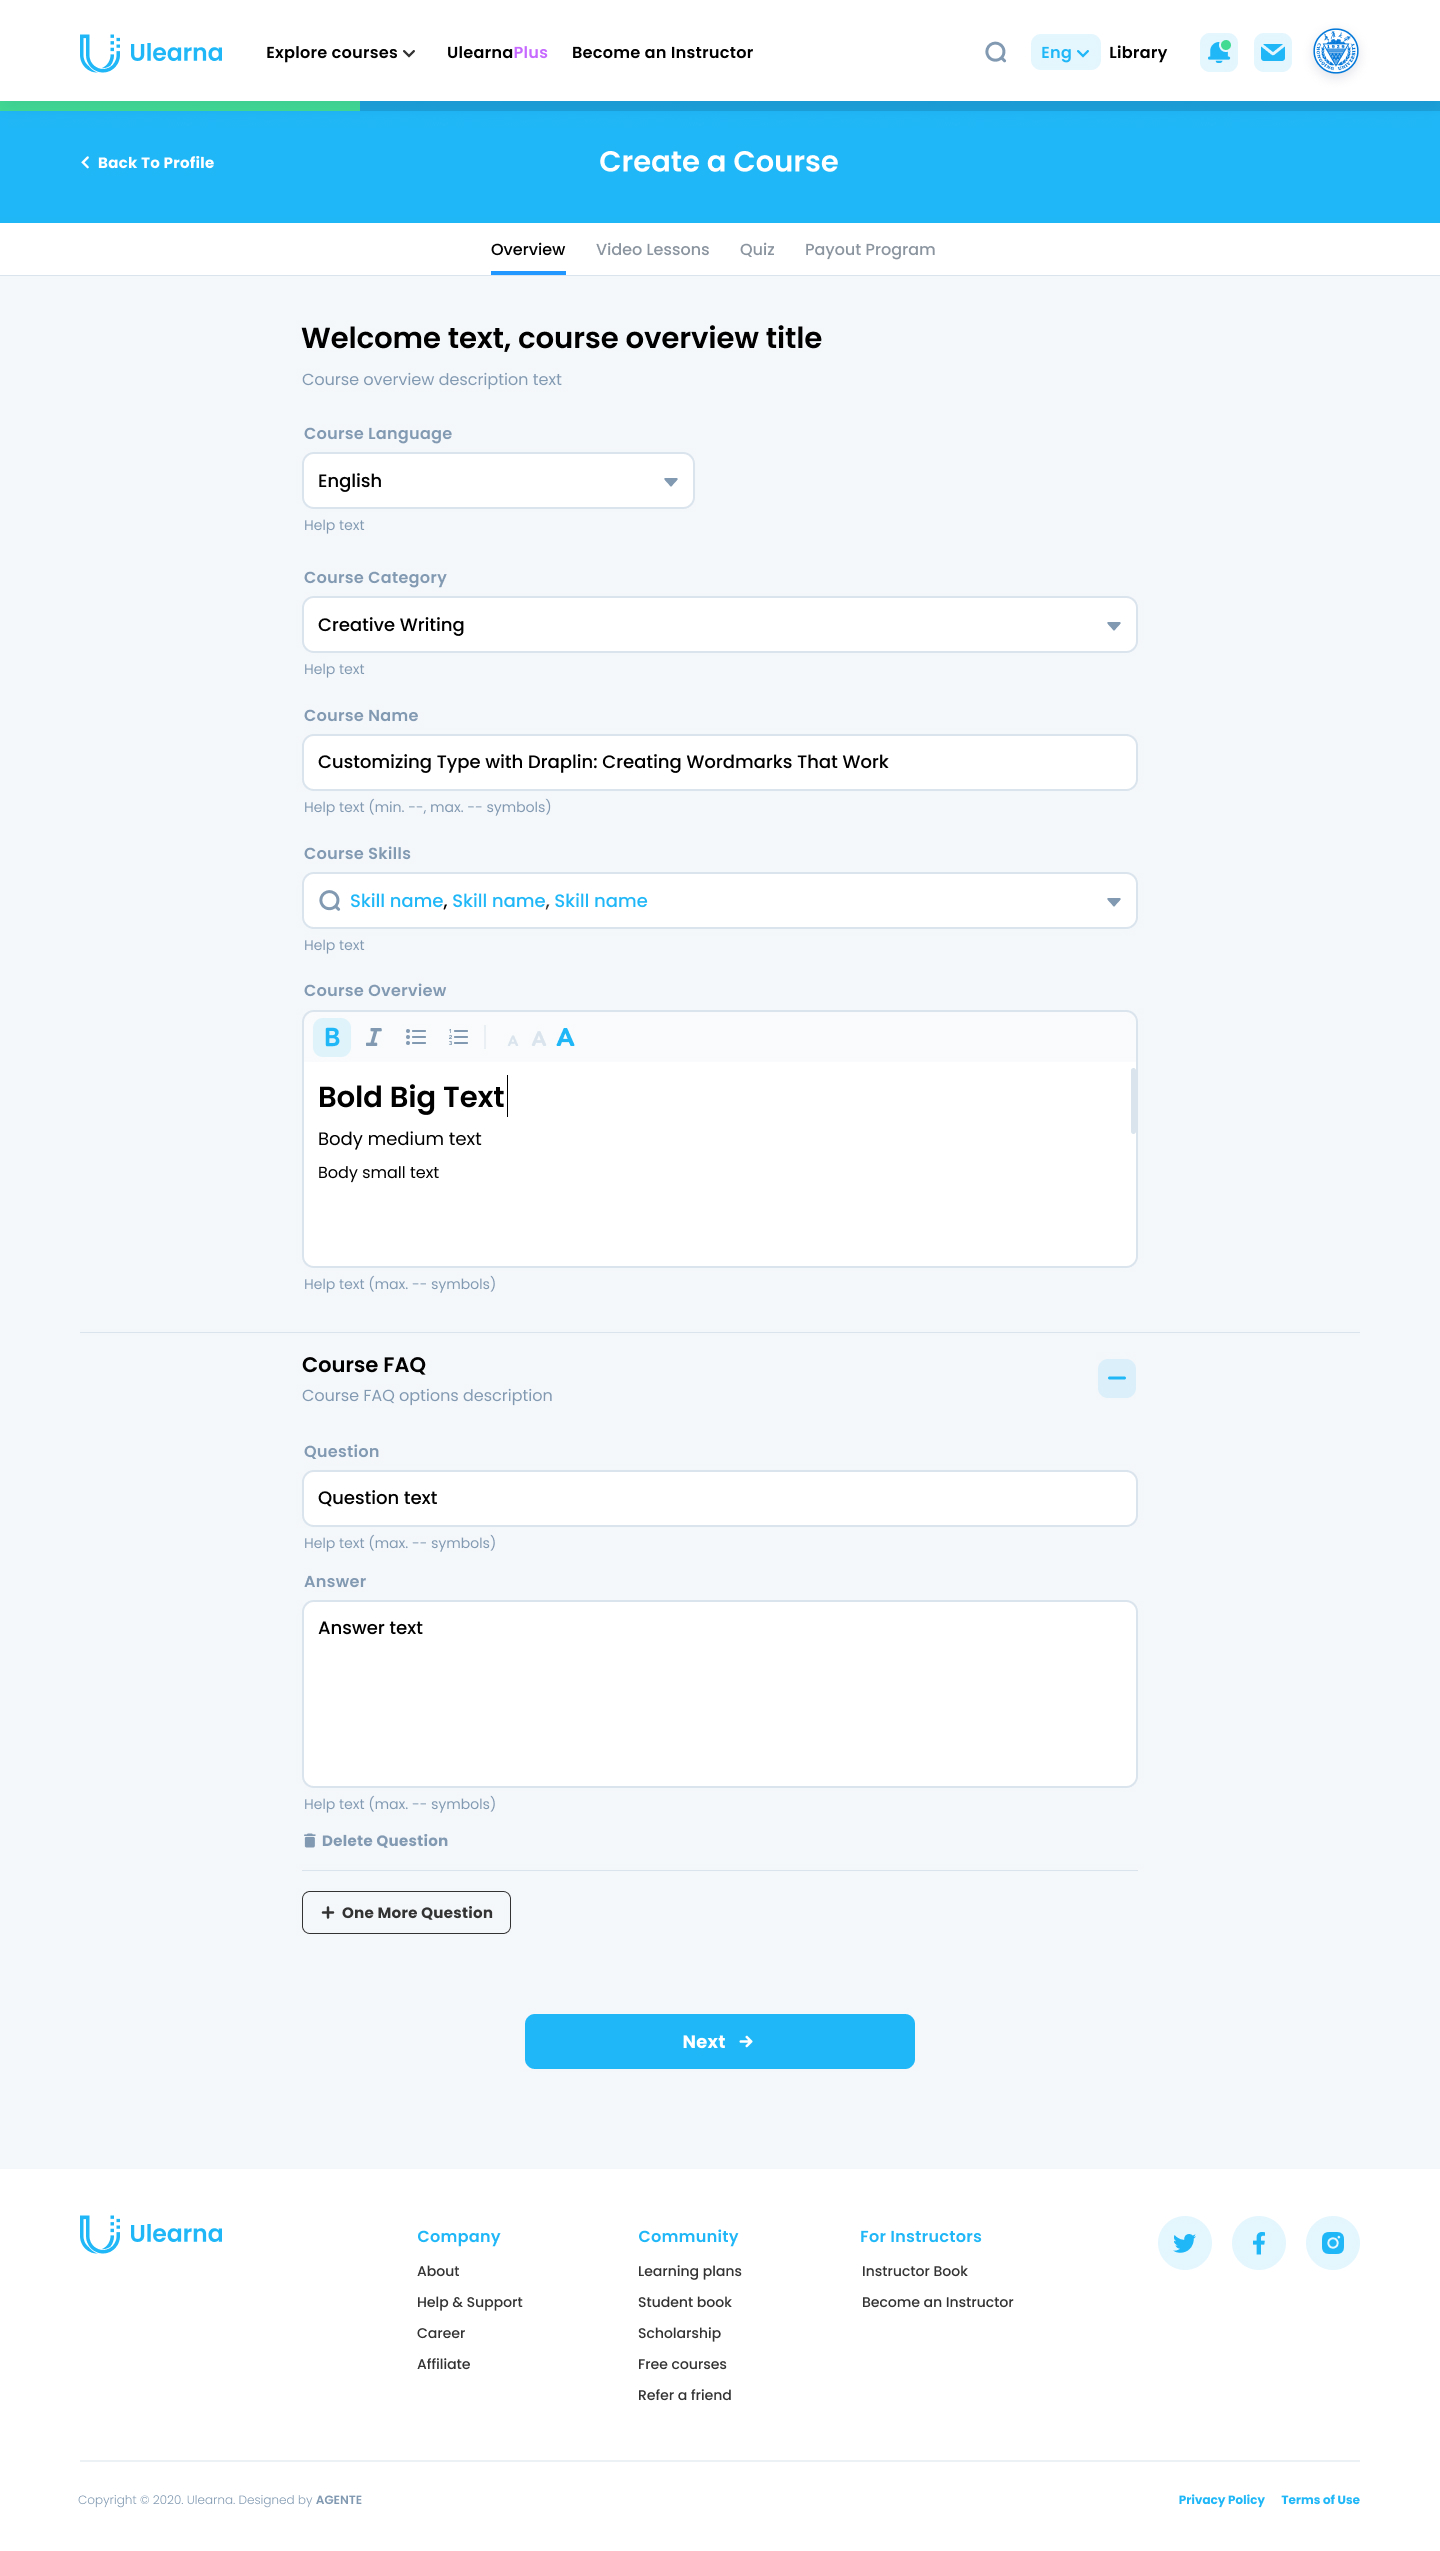 Ulearna
Explore courses
UlearnaPlus
Become an Instructor
Eng
Library
Back To Profile
Create a Course
Overview
Video Lessons
Quiz
Payout Program
Welcome text, course overview title
Course overview description text
Course Language
English
Help text
Course Category
Creative Writing
Help text
Course Name
Customizing Type with Draplin: Creating Wordmarks That Work
Help text (min. --, max. -- symbols)
Course Skills
Skill name, Skill name, Skill name
Help text
Course Overview
B I A A A
Bold Big Text
Body medium text
Body small text
Help text (max. -- symbols)
Course FAQ
Course FAQ options description
Question
Question text
Help text (max. -- symbols)
Answer
Answer text
Help text (max. -- symbols)
Delete Question
One More Question
Next
Ulearna
Company
About
Help & Support
Career
Affiliate
Community
Learning plans
Student book
Scholarship
Free courses
Refer a friend
For Instructors
Instructor Book
Become an Instructor
Copyright © 2020. Ulearna. Designed by AGENTE
Privacy Policy
Terms of Use